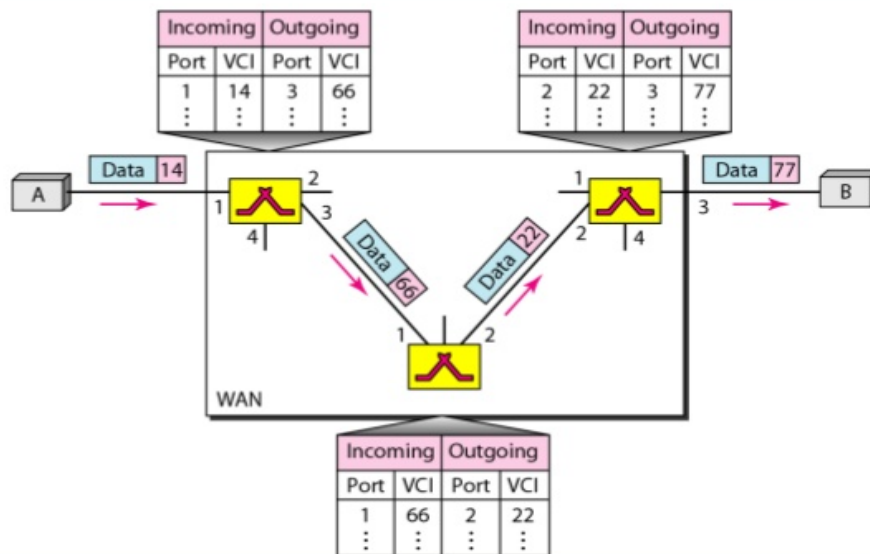 Incoming Outgoing
Port VCI Port VCI
1 14 3 66
⋮ ⋮ ⋮ ⋮
Incoming Outgoing
Port VCI Port VCI
2 22 3 77
⋮ ⋮ ⋮ ⋮
A
Data 14
1
2
3
4
Data 66
Data 22
1
2
3
4
Data 77
B
1
2
WAN
Incoming Outgoing
Port VCI Port VCI
1 66 2 22
⋮ ⋮ ⋮ ⋮